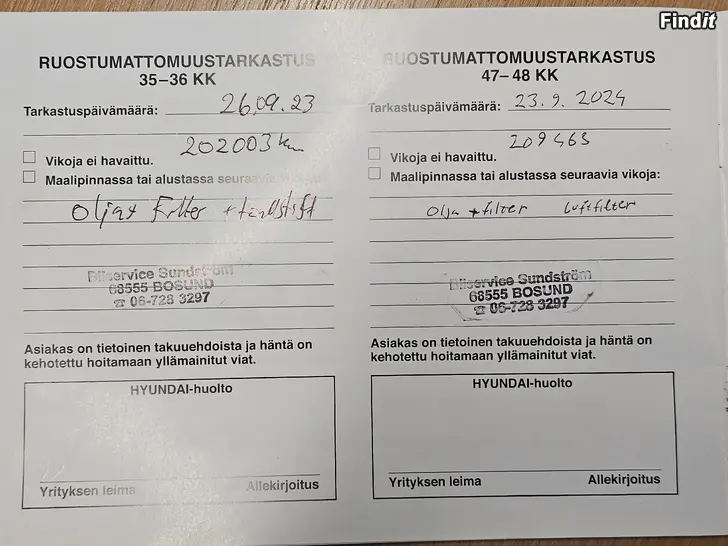 Findit
RUOSTUMATTOMUUSTARKASTUS
35–36 KK
Tarkastuspäivämäärä: 26.09.23
202003 km
Vikoja ei havaittu.
Maalipinnassa tai alustassa seuraavia vikoja:
Olja+ Filter + tändstift
Bilservice Sundström
68555 BOSUND
☎ 06-728 3297
Asiakas on tietoinen takuuehdoista ja häntä on
kehotettu hoitamaan yllämainitut viat.
HYUNDAI-huolto
Yrityksen leima Allekirjoitus
RUOSTUMATTOMUUSTARKASTUS
47–48 KK
Tarkastuspäivämäärä: 23.9.2024
209463
Vikoja ei havaittu.
Maalipinnassa tai alustassa seuraavia vikoja:
Olja + filter Luftfilter
Bilservice Sundström
68555 BOSUND
☎ 06-728 3297
Asiakas on tietoinen takuuehdoista ja häntä on
kehotettu hoitamaan yllämainitut viat.
HYUNDAI-huolto
Yrityksen leima Allekirjoitus